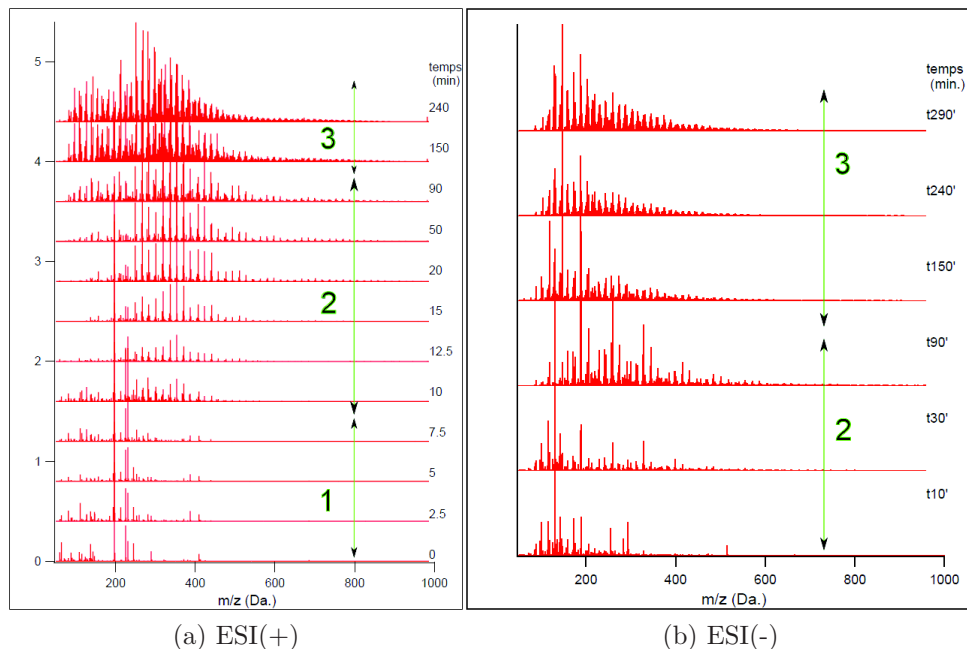 temps
(min)
5
240
3
4
150
90
50
3
20
2
15
12.5
2
10
7.5
1
5
1
2.5
0
0
200
400
600
800
1000
m/z (Da.)
(a) ESI(+)
temps
(min.)
t290'
3
t240'
t150'
t90'
2
t30'
t10'
200
400
600
800
1000
m/z (Da.)
(b) ESI(-)